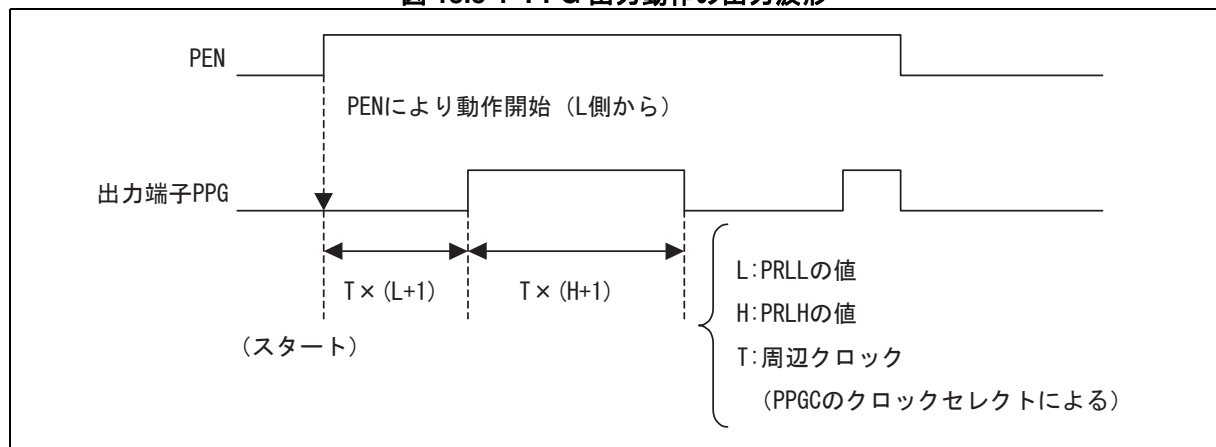 PEN
PENにより動作開始（L側から）
出力端子PPG
T×(L+1)
T×(H+1)
（スタート）
L:PRLLの値
H:PRLHの値
T:周辺クロック
（PPGCのクロックセレクトによる）